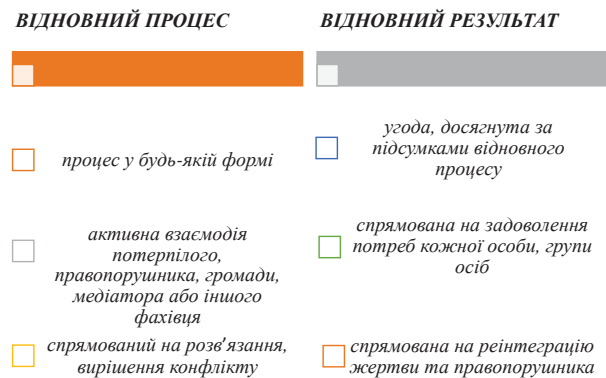 ВІДНОВНИЙ ПРОЦЕС
процес у будь-якій формі
активна взаємодія
потерпілого,
правопорушника, громади,
медіатора або іншого
фахівця
спрямований на розв'язання,
вирішення конфлікту
ВІДНОВНИЙ РЕЗУЛЬТАТ
угода, досягнута за
підсумками відновного
процесу
спрямована на задоволення
потреб кожної особи, групи
осіб
спрямована на реінтеграцію
жертви та правопорушника